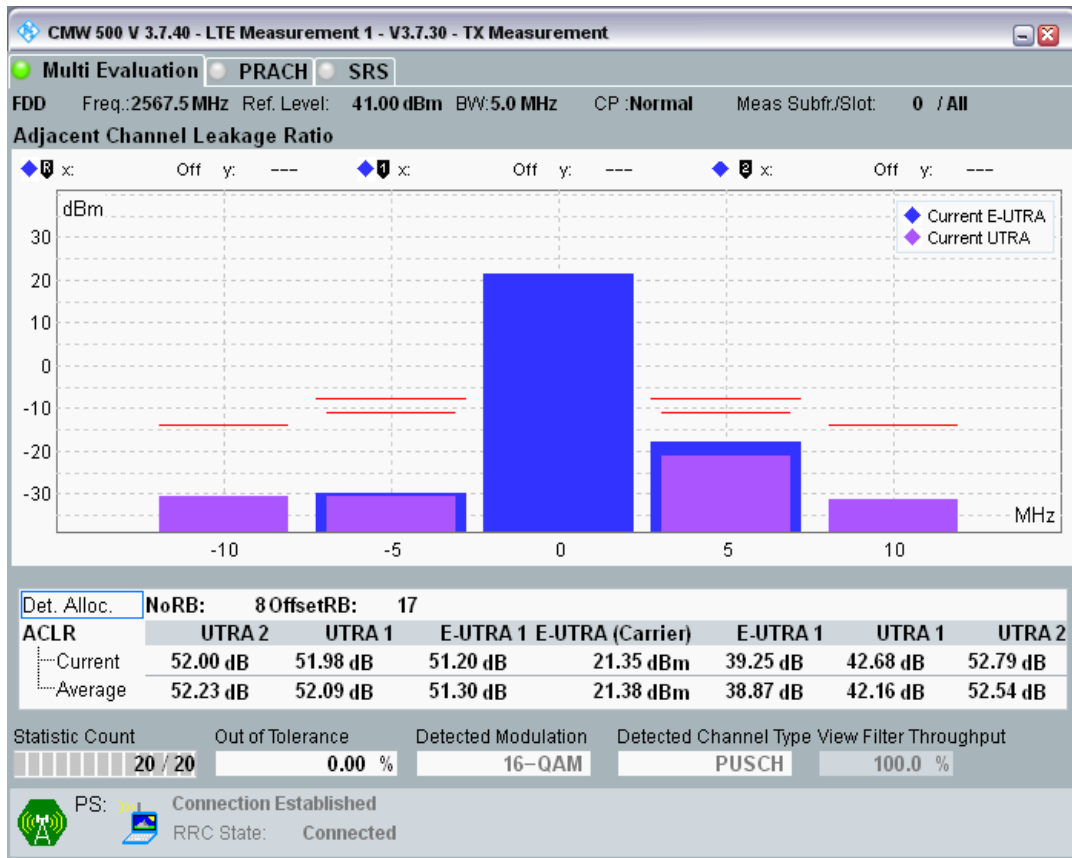 CMW 500 V 3.7.40 - LTE Measurement 1 - V3.7.30 - TX Measurement
Multi Evaluation PRACH SRS
FDD Freq.:2567.5 MHz Ref. Level: 41.00 dBm BW:5.0 MHz CP :Normal Meas Subfr./Slot: 0 / All
Adjacent Channel Leakage Ratio
R x: Off y: --- 1 x: Off y: --- 2 x: Off y: ---
dBm
Current E-UTRA
Current UTRA
30
20
10
0
-10
-20
-30
MHz
-10 -5 0 5 10
Det. Alloc. NoRB: 8 OffsetRB: 17
ACLR UTRA 2 UTRA 1 E-UTRA 1 E-UTRA (Carrier) E-UTRA 1 UTRA 1 UTRA 2
Current 52.00 dB 51.98 dB 51.20 dB 21.35 dBm 39.25 dB 42.68 dB 52.79 dB
Average 52.23 dB 52.09 dB 51.30 dB 21.38 dBm 38.87 dB 42.16 dB 52.54 dB
Statistic Count Out of Tolerance Detected Modulation Detected Channel Type View Filter Throughput
20 / 20 0.00 % 16-QAM PUSCH 100.0 %
PS: Connection Established
RRC State: Connected